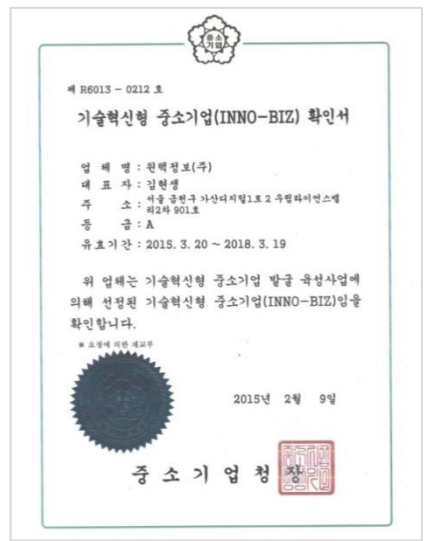 중소
기업
제 R6013 - 0212 호
기술혁신형 중소기업(INNO-BIZ) 확인서
업 체 명 : 원택정보(주)
대 표 자 : 김현생
주 소 : 서울 금천구 가산디지털1로 2 우림라이언스밸
리2차 901호
등 급 : A
유효기간 : 2015. 3. 20 ~ 2018. 3. 19
위 업체는 기술혁신형 중소기업 발굴 육성사업에
의해 선정된 기술혁신형 중소기업(INNO-BIZ)임을
확인합니다.
※ 요청에 의한 재교부
2015년 2월 9일
중 소 기 업 청 장